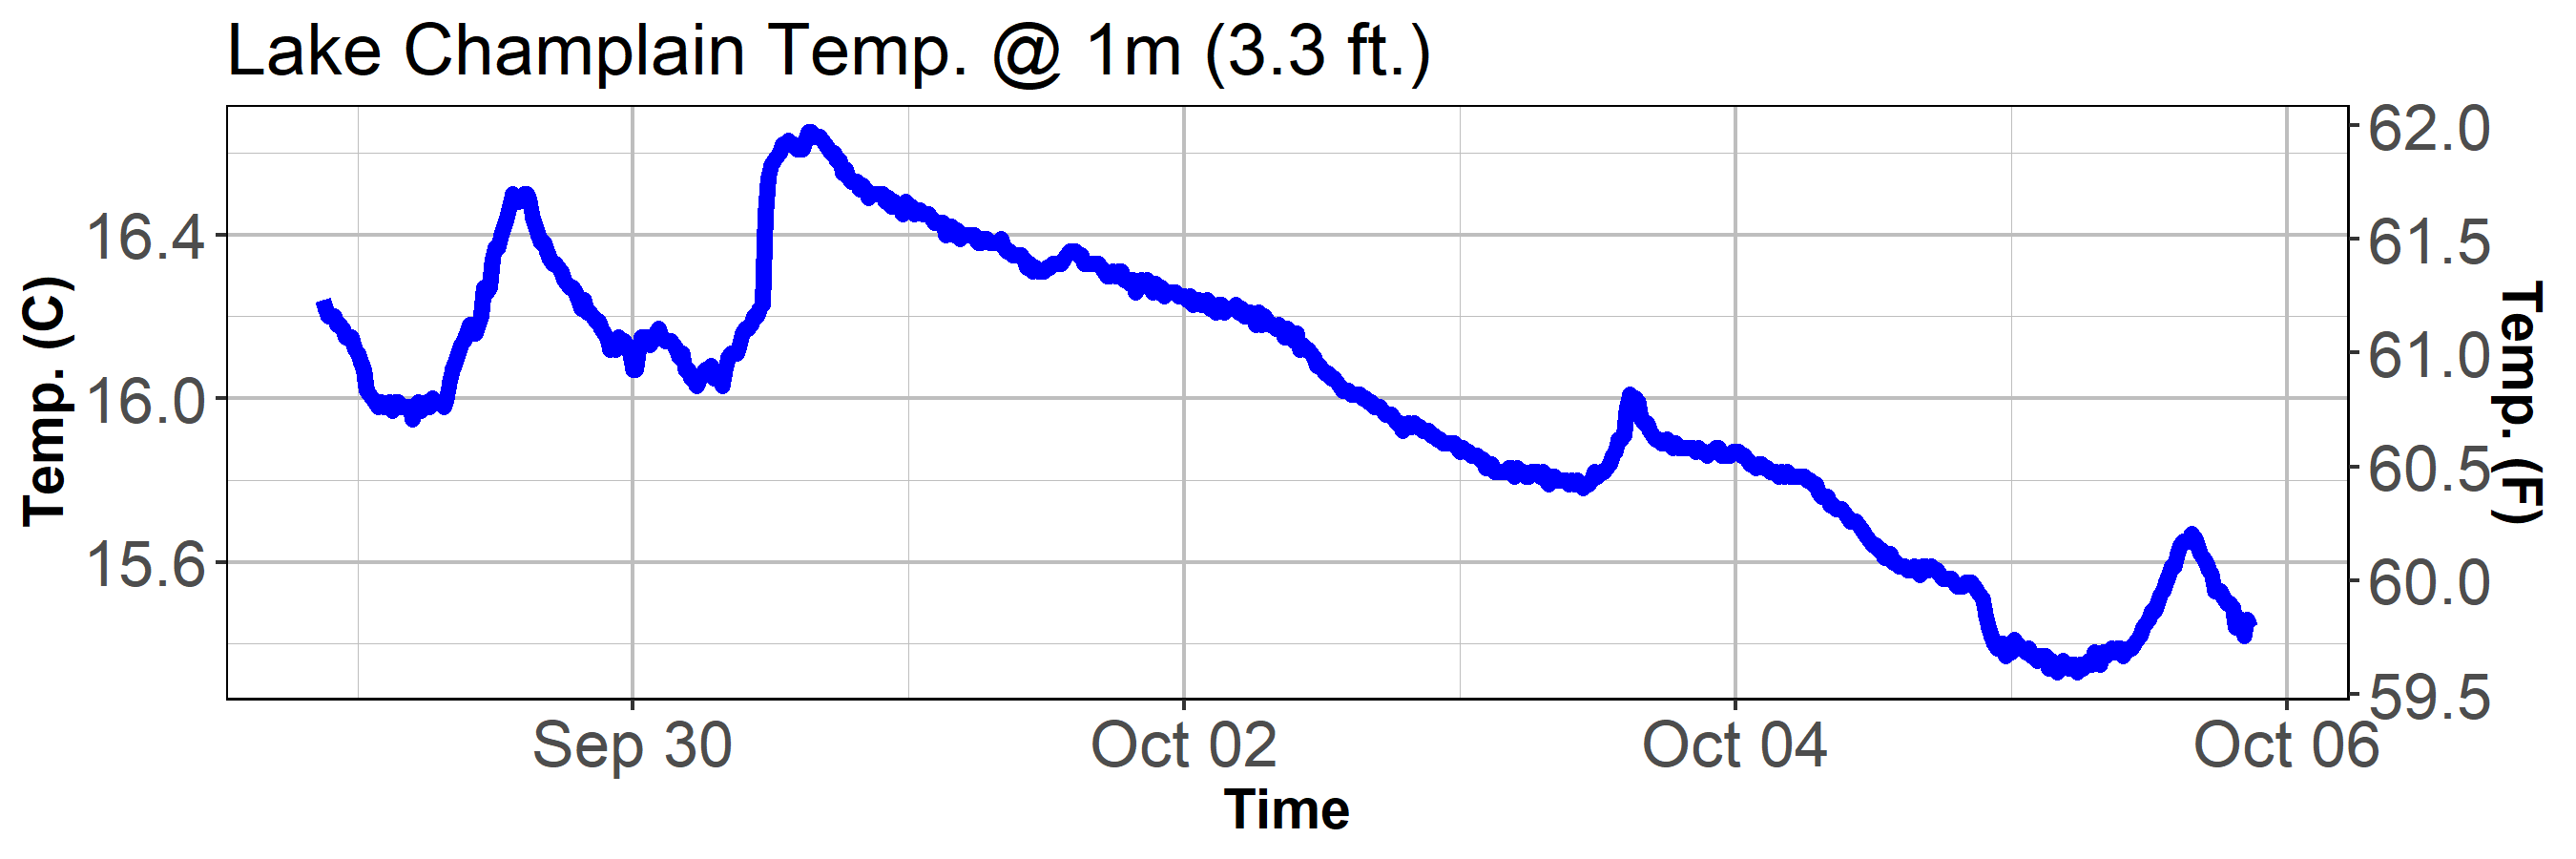 Lake Champlain Temp. @ 1m (3.3 ft.)
Temp. (C)
16.4
16.0
15.6
62.0
61.5
61.0
60.5
60.0
59.5
Temp. (F)
Sep 30
Oct 02
Oct 04
Oct 06
Time